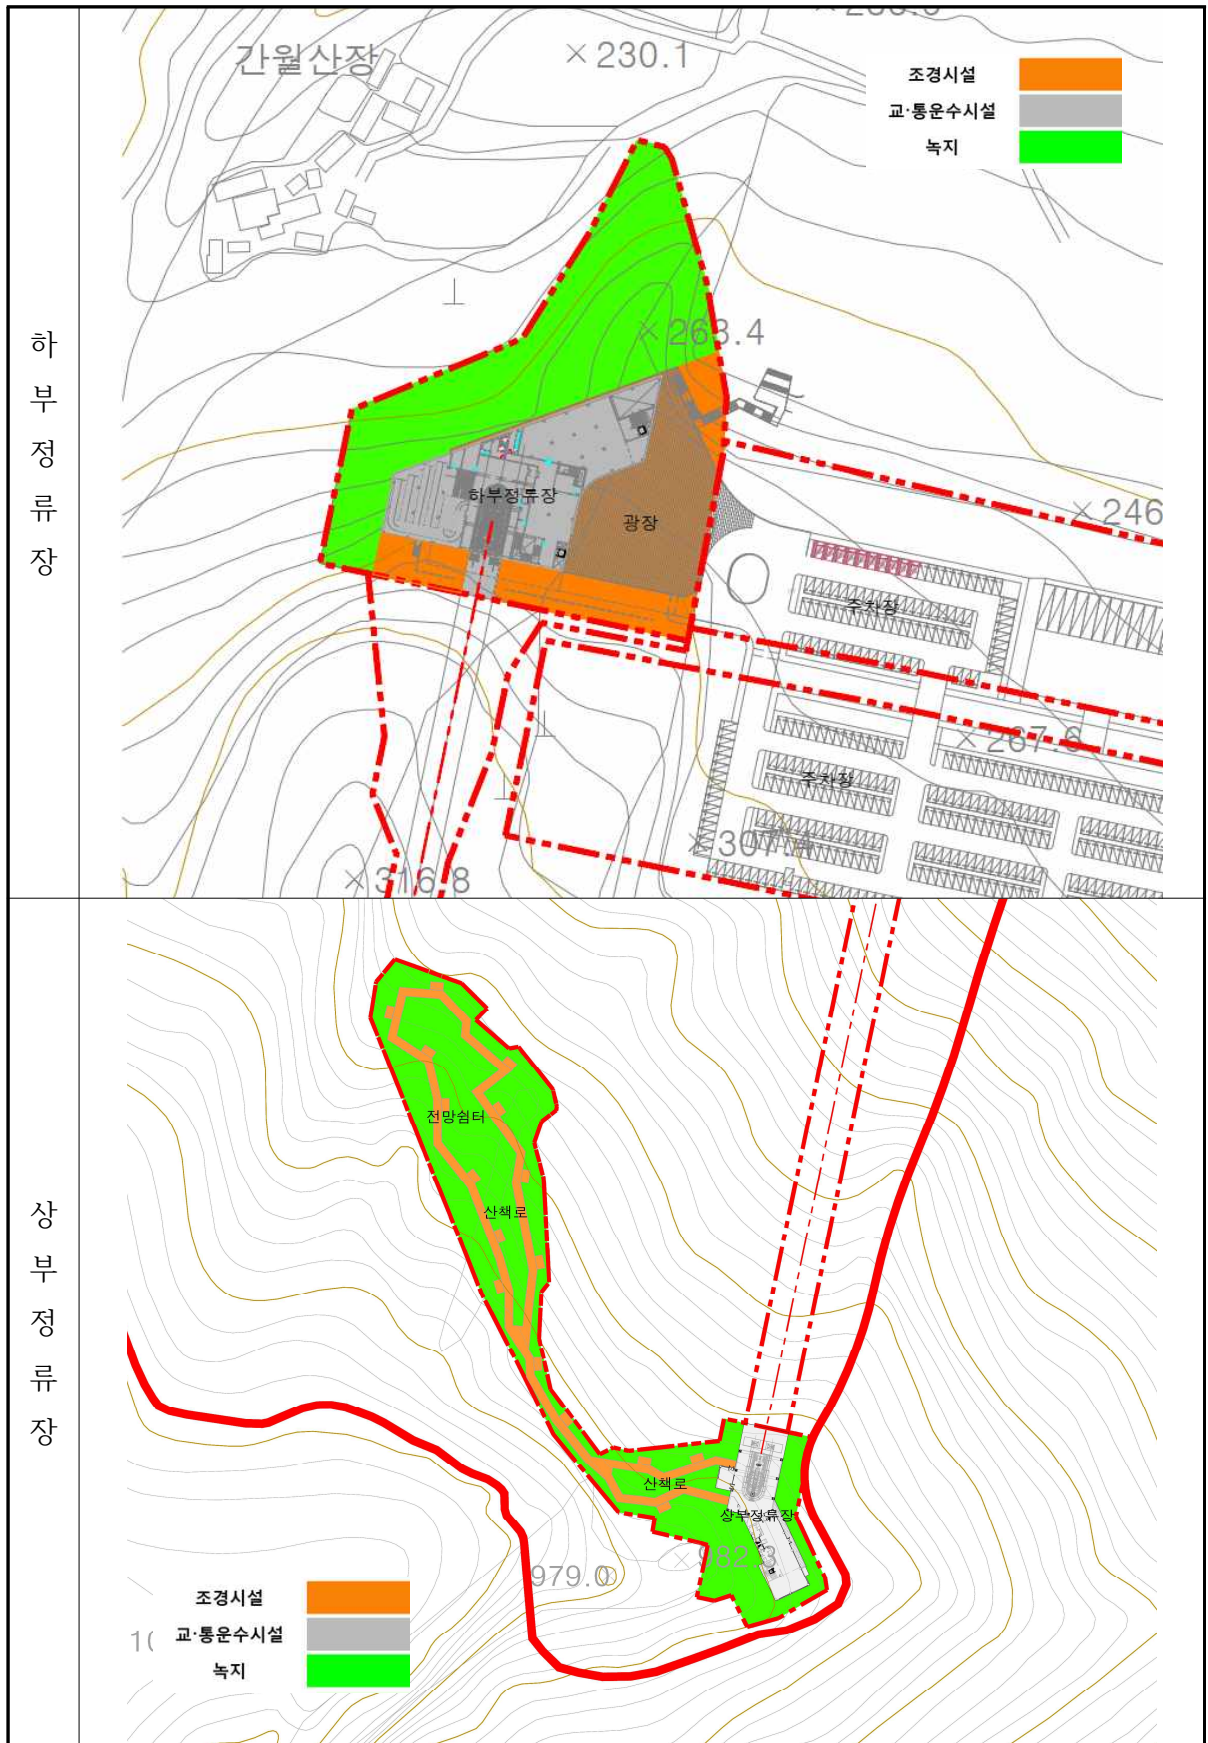 하부정류장
간월산장
×230.1
조경시설
교·통운수시설
녹지
×263.4
하부정류장
광장
×246
주차장
×267.6
주차장
×307.4
×316.8
상부정류장
전망쉼터
산책로
산책로
상부정류장
×982.3
979.0
조경시설
교·통운수시설
녹지